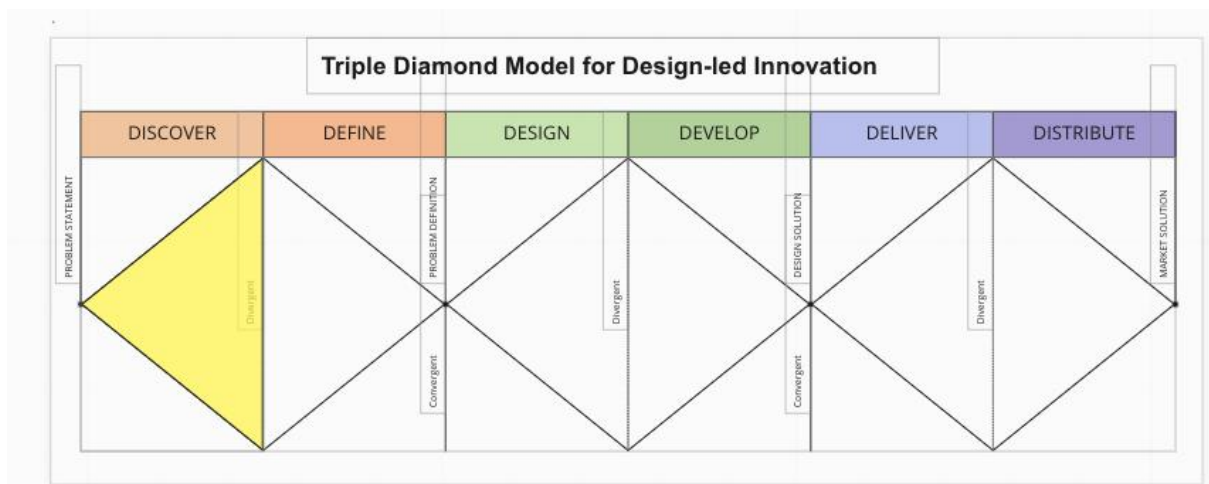 Triple Diamond Model for Design-led Innovation
DISCOVER
DEFINE
DESIGN
DEVELOP
DELIVER
DISTRIBUTE
PROBLEM STATEMENT
Divergent
PROBLEM DEFINITION
Convergent
Divergent
DESIGN SOLUTION
Convergent
Divergent
MARKET SOLUTION